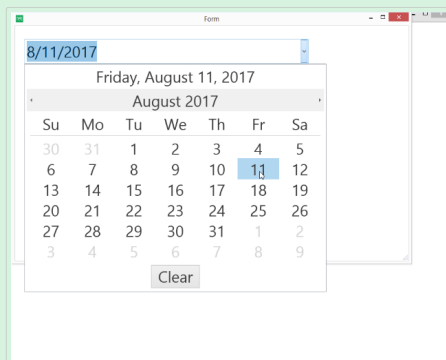 Form
8/11/2017
Friday, August 11, 2017
August 2017
Su Mo Tu We Th Fr Sa
30 31 1 2 3 4 5
6 7 8 9 10 11 12
13 14 15 16 17 18 19
20 21 22 23 24 25 26
27 28 29 30 31 1 2
3 4 5 6 7 8 9
Clear